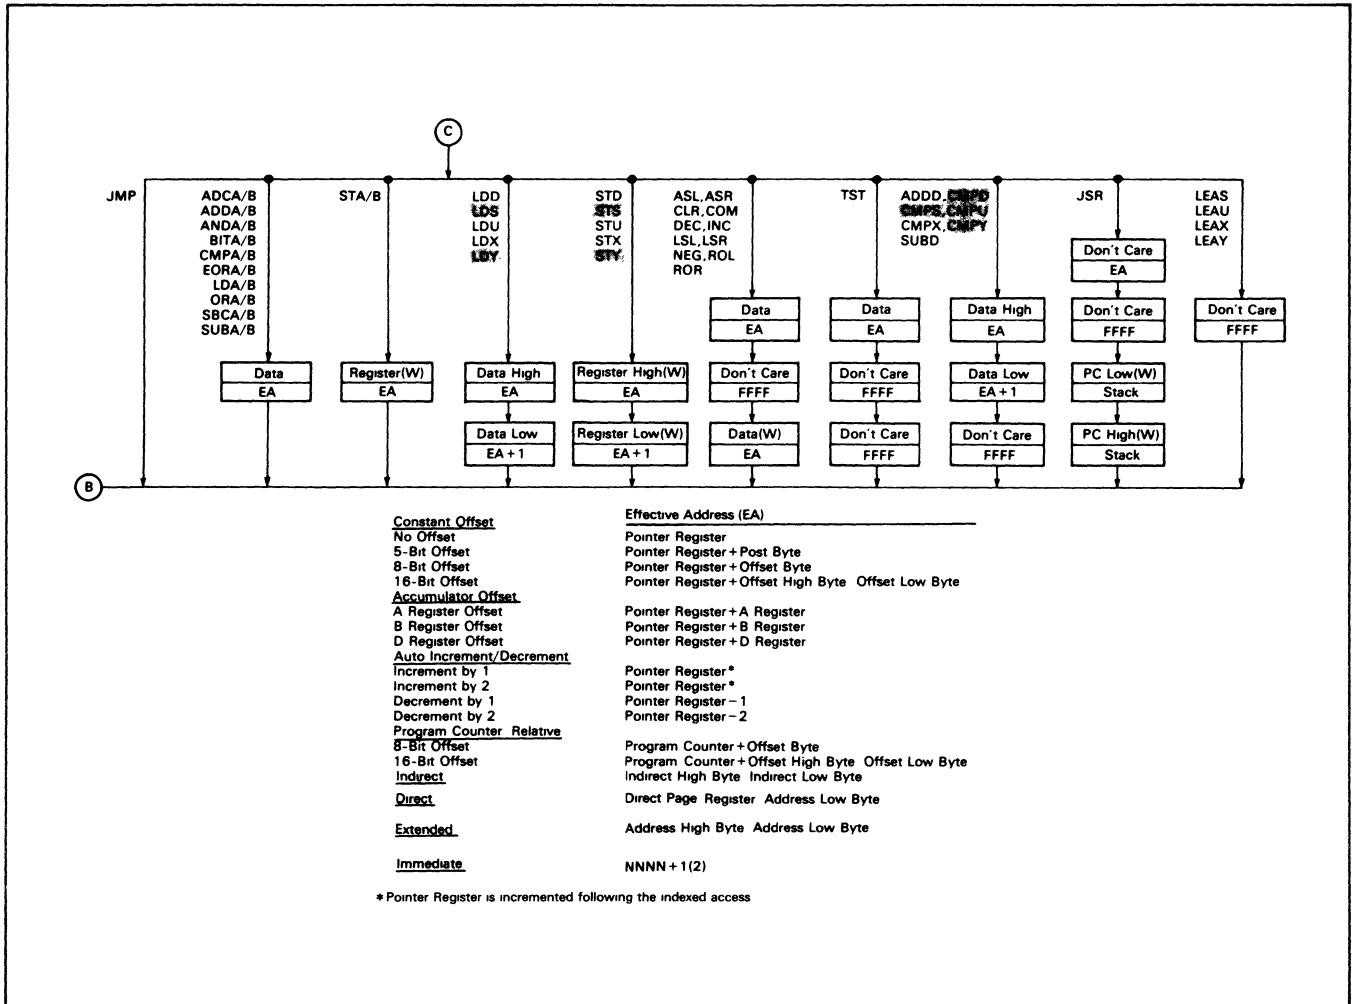 C
JMP
ADCA/B
ADDA/B
ANDA/B
BITA/B
CMPA/B
EORA/B
LDA/B
ORA/B
SBCA/B
SUBA/B
Data
EA
STA/B
Register(W)
EA
LDD
LDS
LDU
LDX
LDY
Data High
EA
Data Low
EA+1
STD
STS
STU
STX
STY
Register High(W)
EA
Register Low(W)
EA+1
ASL,ASR
CLR,COM
DEC,INC
LSL,LSR
NEG,ROL
ROR
Data
EA
Don't Care
FFFF
Data(W)
EA
TST
Data
EA
Don't Care
FFFF
Don't Care
FFFF
ADDD,CMPD
CMPS,CMPU
CMPX,CMPY
SUBD
Data High
EA
Data Low
EA+1
Don't Care
FFFF
JSR
Don't Care
EA
Don't Care
FFFF
PC Low(W)
Stack
PC High(W)
Stack
LEAS
LEAU
LEAX
LEAY
Don't Care
FFFF
B
Constant Offset Effective Address (EA)
No Offset Pointer Register
5-Bit Offset Pointer Register+Post Byte
8-Bit Offset Pointer Register+Offset Byte
16-Bit Offset Pointer Register+Offset High Byte Offset Low Byte
Accumulator Offset
A Register Offset Pointer Register+A Register
B Register Offset Pointer Register+B Register
D Register Offset Pointer Register+D Register
Auto Increment/Decrement
Increment by 1 Pointer Register*
Increment by 2 Pointer Register*
Decrement by 1 Pointer Register-1
Decrement by 2 Pointer Register-2
Program Counter Relative
8-Bit Offset Program Counter+Offset Byte
16-Bit Offset Program Counter+Offset High Byte Offset Low Byte
Indirect Indirect High Byte Indirect Low Byte
Direct Direct Page Register Address Low Byte
Extended Address High Byte Address Low Byte
Immediate NNNN+1(2)
*Pointer Register is incremented following the indexed access